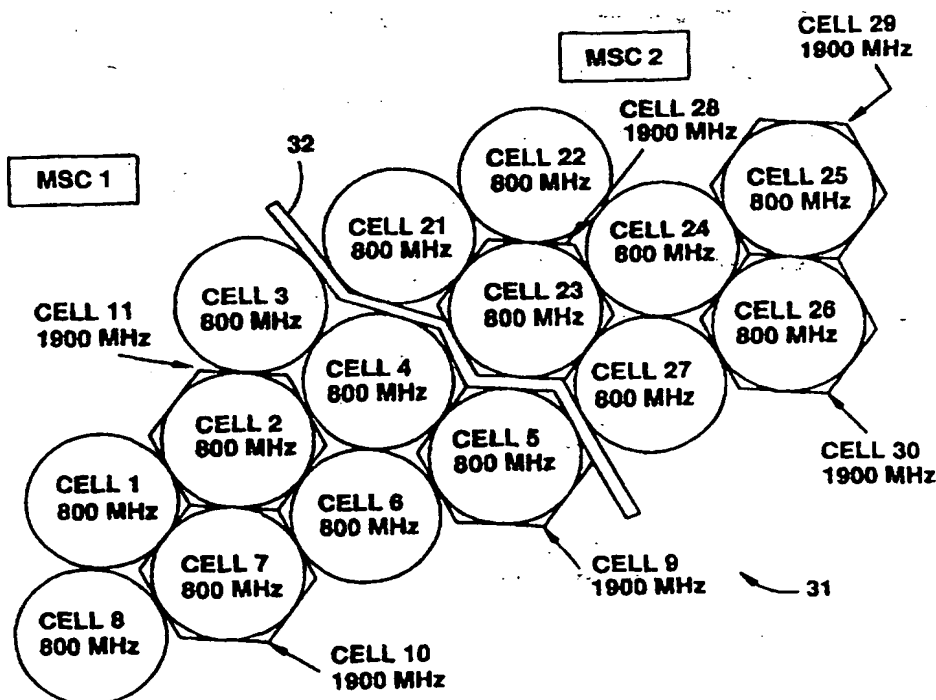 CELL 29
1900 MHz
MSC 2
CELL 28
1900 MHz
32
CELL 22
800 MHz
MSC 1
CELL 25
800 MHz
CELL 21
800 MHz
CELL 24
800 MHz
CELL 3
800 MHz
CELL 23
800 MHz
CELL 26
800 MHz
CELL 11
1900 MHz
CELL 4
800 MHz
CELL 27
800 MHz
CELL 2
800 MHz
CELL 5
800 MHz
CELL 30
1900 MHz
CELL 1
800 MHz
CELL 6
800 MHz
CELL 7
800 MHz
CELL 9
1900 MHz
31
CELL 8
800 MHz
CELL 10
1900 MHz